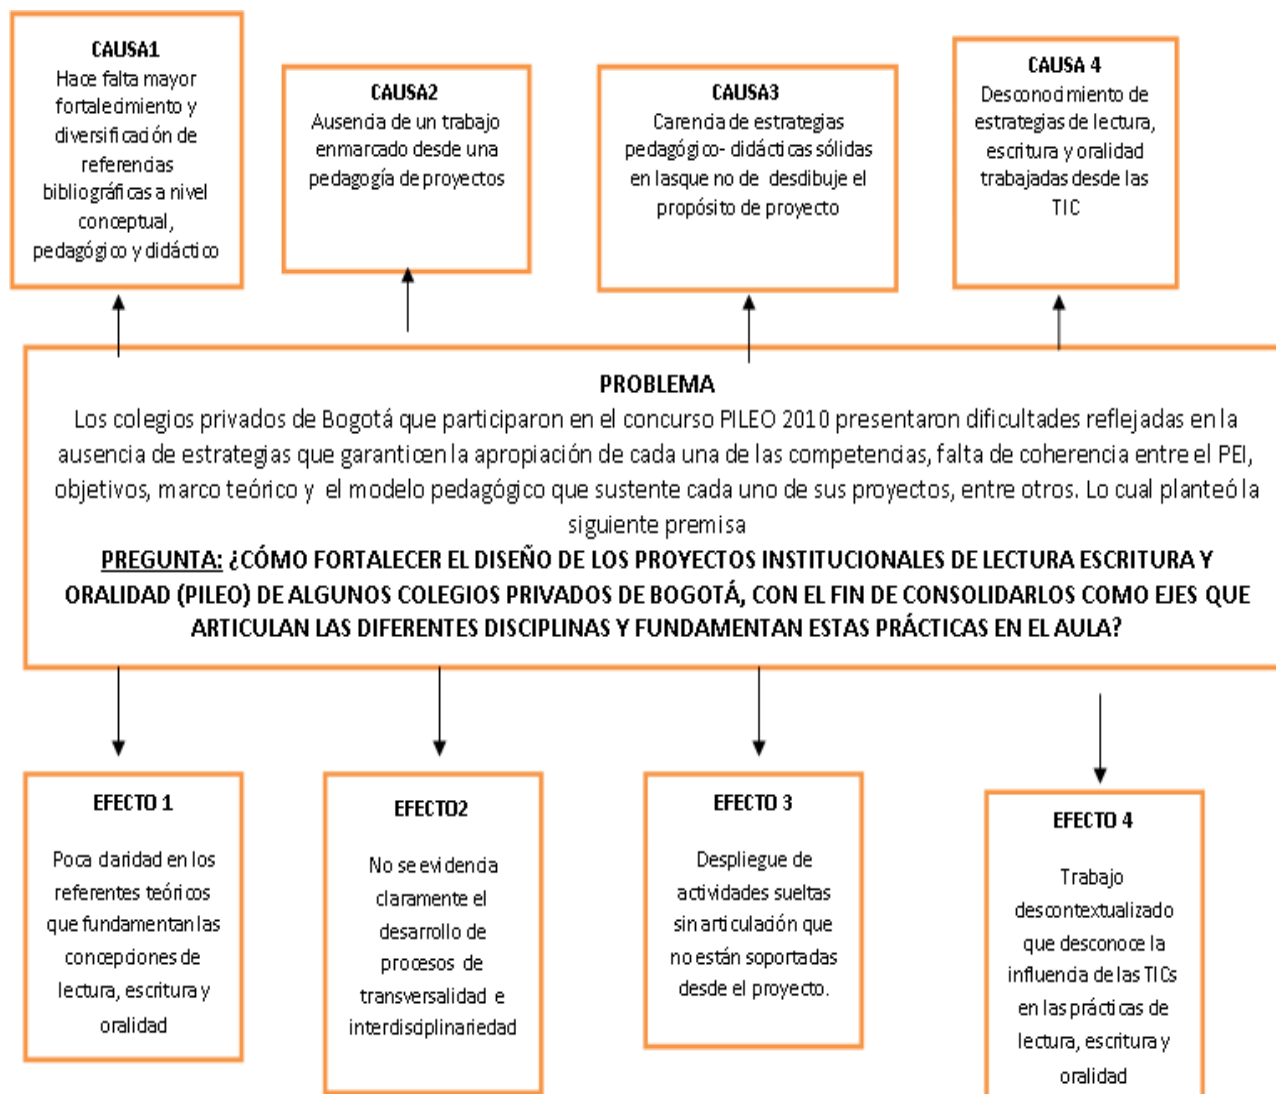 CAUSA1
Hace falta mayor
fortalecimiento y
diversificación de
referencias
bibliográficas a nivel
conceptual,
pedagógico y didáctico
CAUSA2
Ausencia de un trabajo
enmarcado desde una
pedagogía de proyectos
CAUSA3
Carencia de estrategias
pedagógico- didácticas sólidas
en lasque no de desdibuje el
propósito de proyecto
CAUSA 4
Desconocimiento de
estrategias de lectura,
escritura y oralidad
trabajadas desde las
TIC
PROBLEMA
Los colegios privados de Bogotá que participaron en el concurso PILEO 2010 presentaron dificultades reflejadas en la
ausencia de estrategias que garanticen la apropiación de cada una de las competencias, falta de coherencia entre el PEI,
objetivos, marco teórico y el modelo pedagógico que sustente cada uno de sus proyectos, entre otros. Lo cual planteó la
siguiente premisa
PREGUNTA: ¿CÓMO FORTALECER EL DISEÑO DE LOS PROYECTOS INSTITUCIONALES DE LECTURA ESCRITURA Y
ORALIDAD (PILEO) DE ALGUNOS COLEGIOS PRIVADOS DE BOGOTÁ, CON EL FIN DE CONSOLIDARLOS COMO EJES QUE
ARTICULAN LAS DIFERENTES DISCIPLINAS Y FUNDAMENTAN ESTAS PRÁCTICAS EN EL AULA?
EFECTO 1
Poca claridad en los
referentes teóricos
que fundamentan las
concepciones de
lectura, escritura y
oralidad
EFECTO2
No se evidencia
claramente el
desarrollo de
procesos de
transversalidad e
interdisciplinariedad
EFECTO 3
Despliegue de
actividades sueltas
sin articulación que
no están soportadas
desde el proyecto.
EFECTO 4
Trabajo
descontextualizado
que desconoce la
influencia de las TICs
en las prácticas de
lectura, escritura y
oralidad